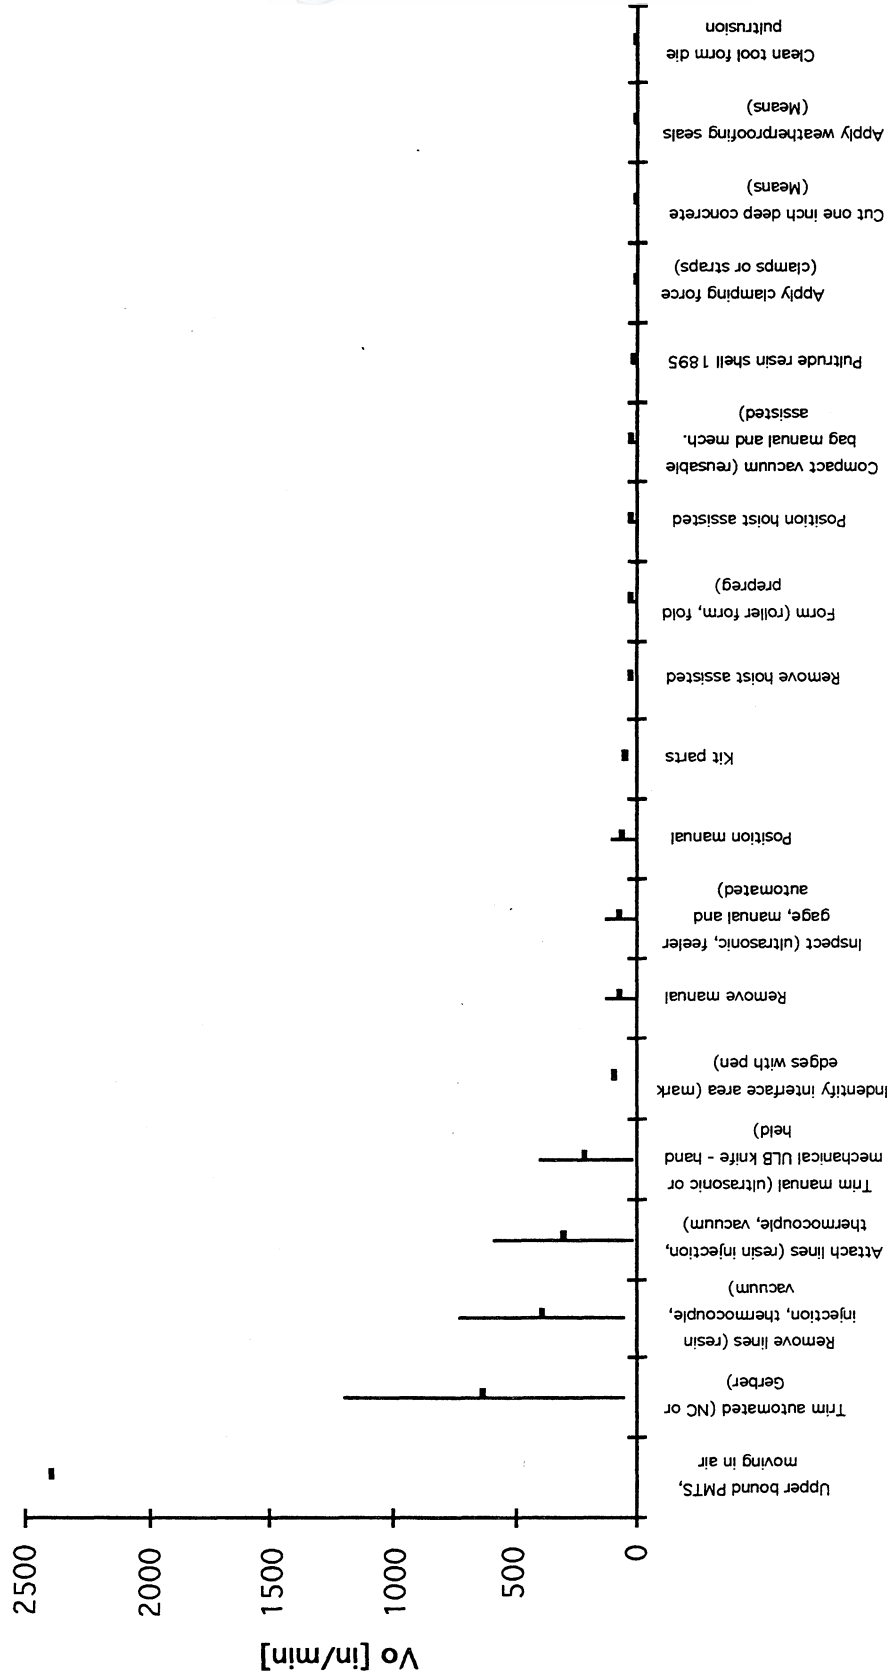 Vo [in/min]
2500
2000
1500
1000
500
0
Upper bound PMTS,
moving in air
Trim automated (NC or
Gerber)
Remove lines (resin
injection, thermocouple,
vacuum)
Attach lines (resin injection,
thermocouple, vacuum)
Trim manual (ultrasonic or
mechanical ULB knife - hand
held)
Indentify interface area (mark
edges with pen)
Remove manual
Inspect (ultrasonic, feeler
gage, manual and
automated)
Position manual
Kit parts
Remove hoist assisted
Form (roller form, fold
prepreg)
Position hoist assisted
Compact vacuum (reusable
bag manual and mech.
assisted)
Pultrude resin shell 1895
Apply clamping force
(clamps or straps)
Cut one inch deep concrete
(Means)
Apply weatherproofing seals
(Means)
Clean tool form die
pultrusion